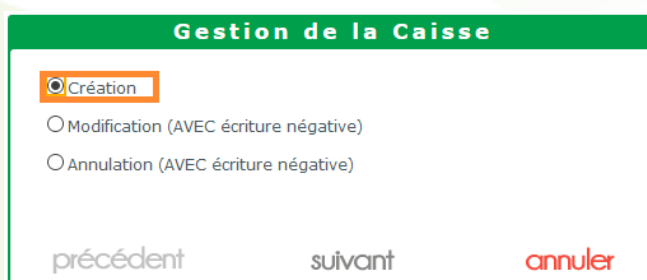 Gestion de la Caisse
Création
Modification (AVEC écriture négative)
Annulation (AVEC écriture négative)
précédent suivant annuler